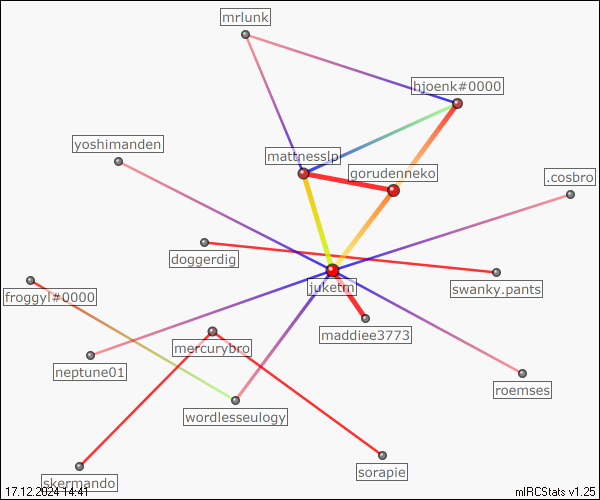 mrlunk
hjoenk#0000
yoshimanden
mattnesslp
gorudenneko
.cosbro
doggerdig
swanky.pants
juketm
froggyl#0000
maddiee3773
mercurybro
neptune01
roemses
wordlesseulogy
sorapie
skermando
17.12.2024 14:41
mIRCStats v1.25